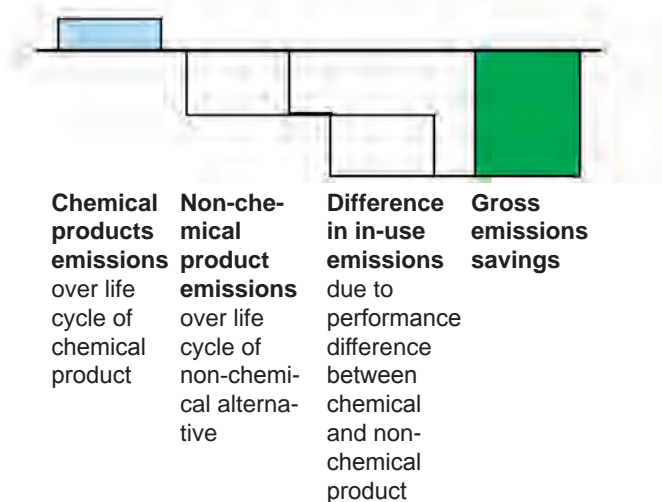 Chemical
products
emissions
over life
cycle of
chemical
product
Non-che-
mical
product
emissions
over life
cycle of
non-chemi-
cal alterna-
tive
Difference
in in-use
emissions
due to
performance
difference
between
chemical
and non-
chemical
product
Gross
emissions
savings